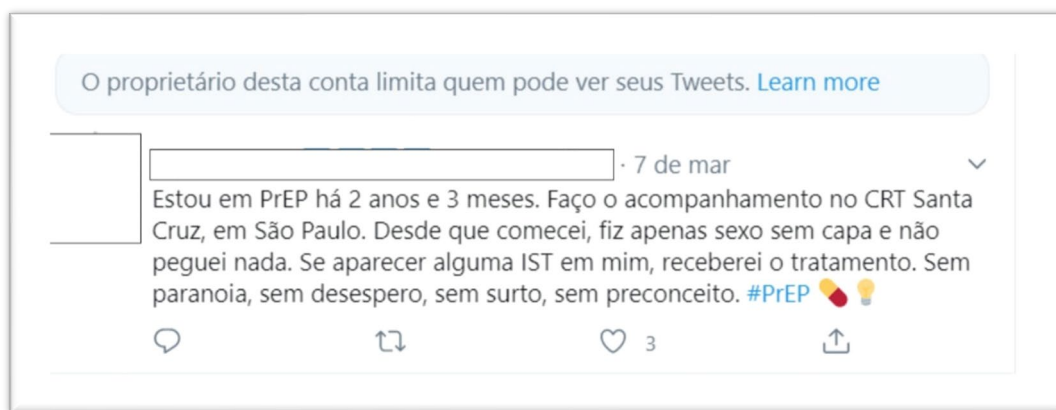 O proprietário desta conta limita quem pode ver seus Tweets. Learn more
· 7 de mar
Estou em PrEP há 2 anos e 3 meses. Faço o acompanhamento no CRT Santa
Cruz, em São Paulo. Desde que comecei, fiz apenas sexo sem capa e não
peguei nada. Se aparecer alguma IST em mim, receberei o tratamento. Sem
paranoia, sem desespero, sem surto, sem preconceito. #PrEP 💊💡
3